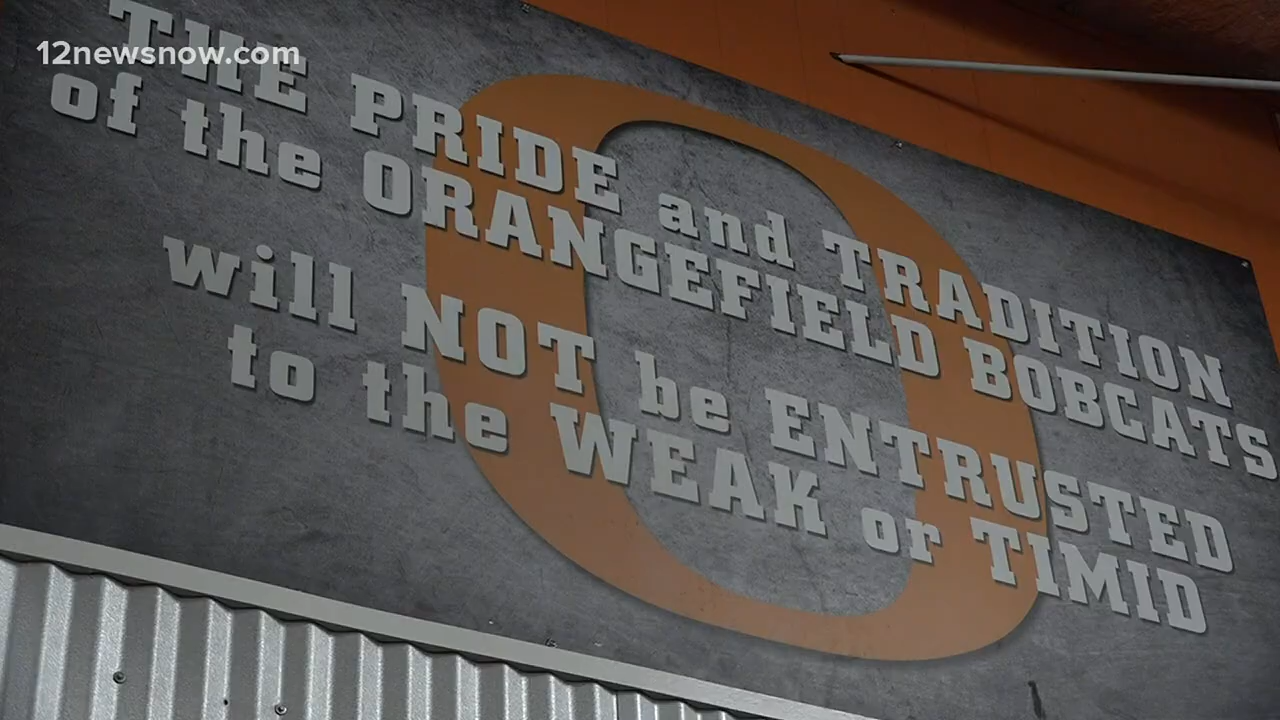 12newsnow.com
THE PRIDE and TRADITION
of the ORANGEFIELD BOBCATS
will NOT be ENTRUSTED
to the WEAK or TIMID